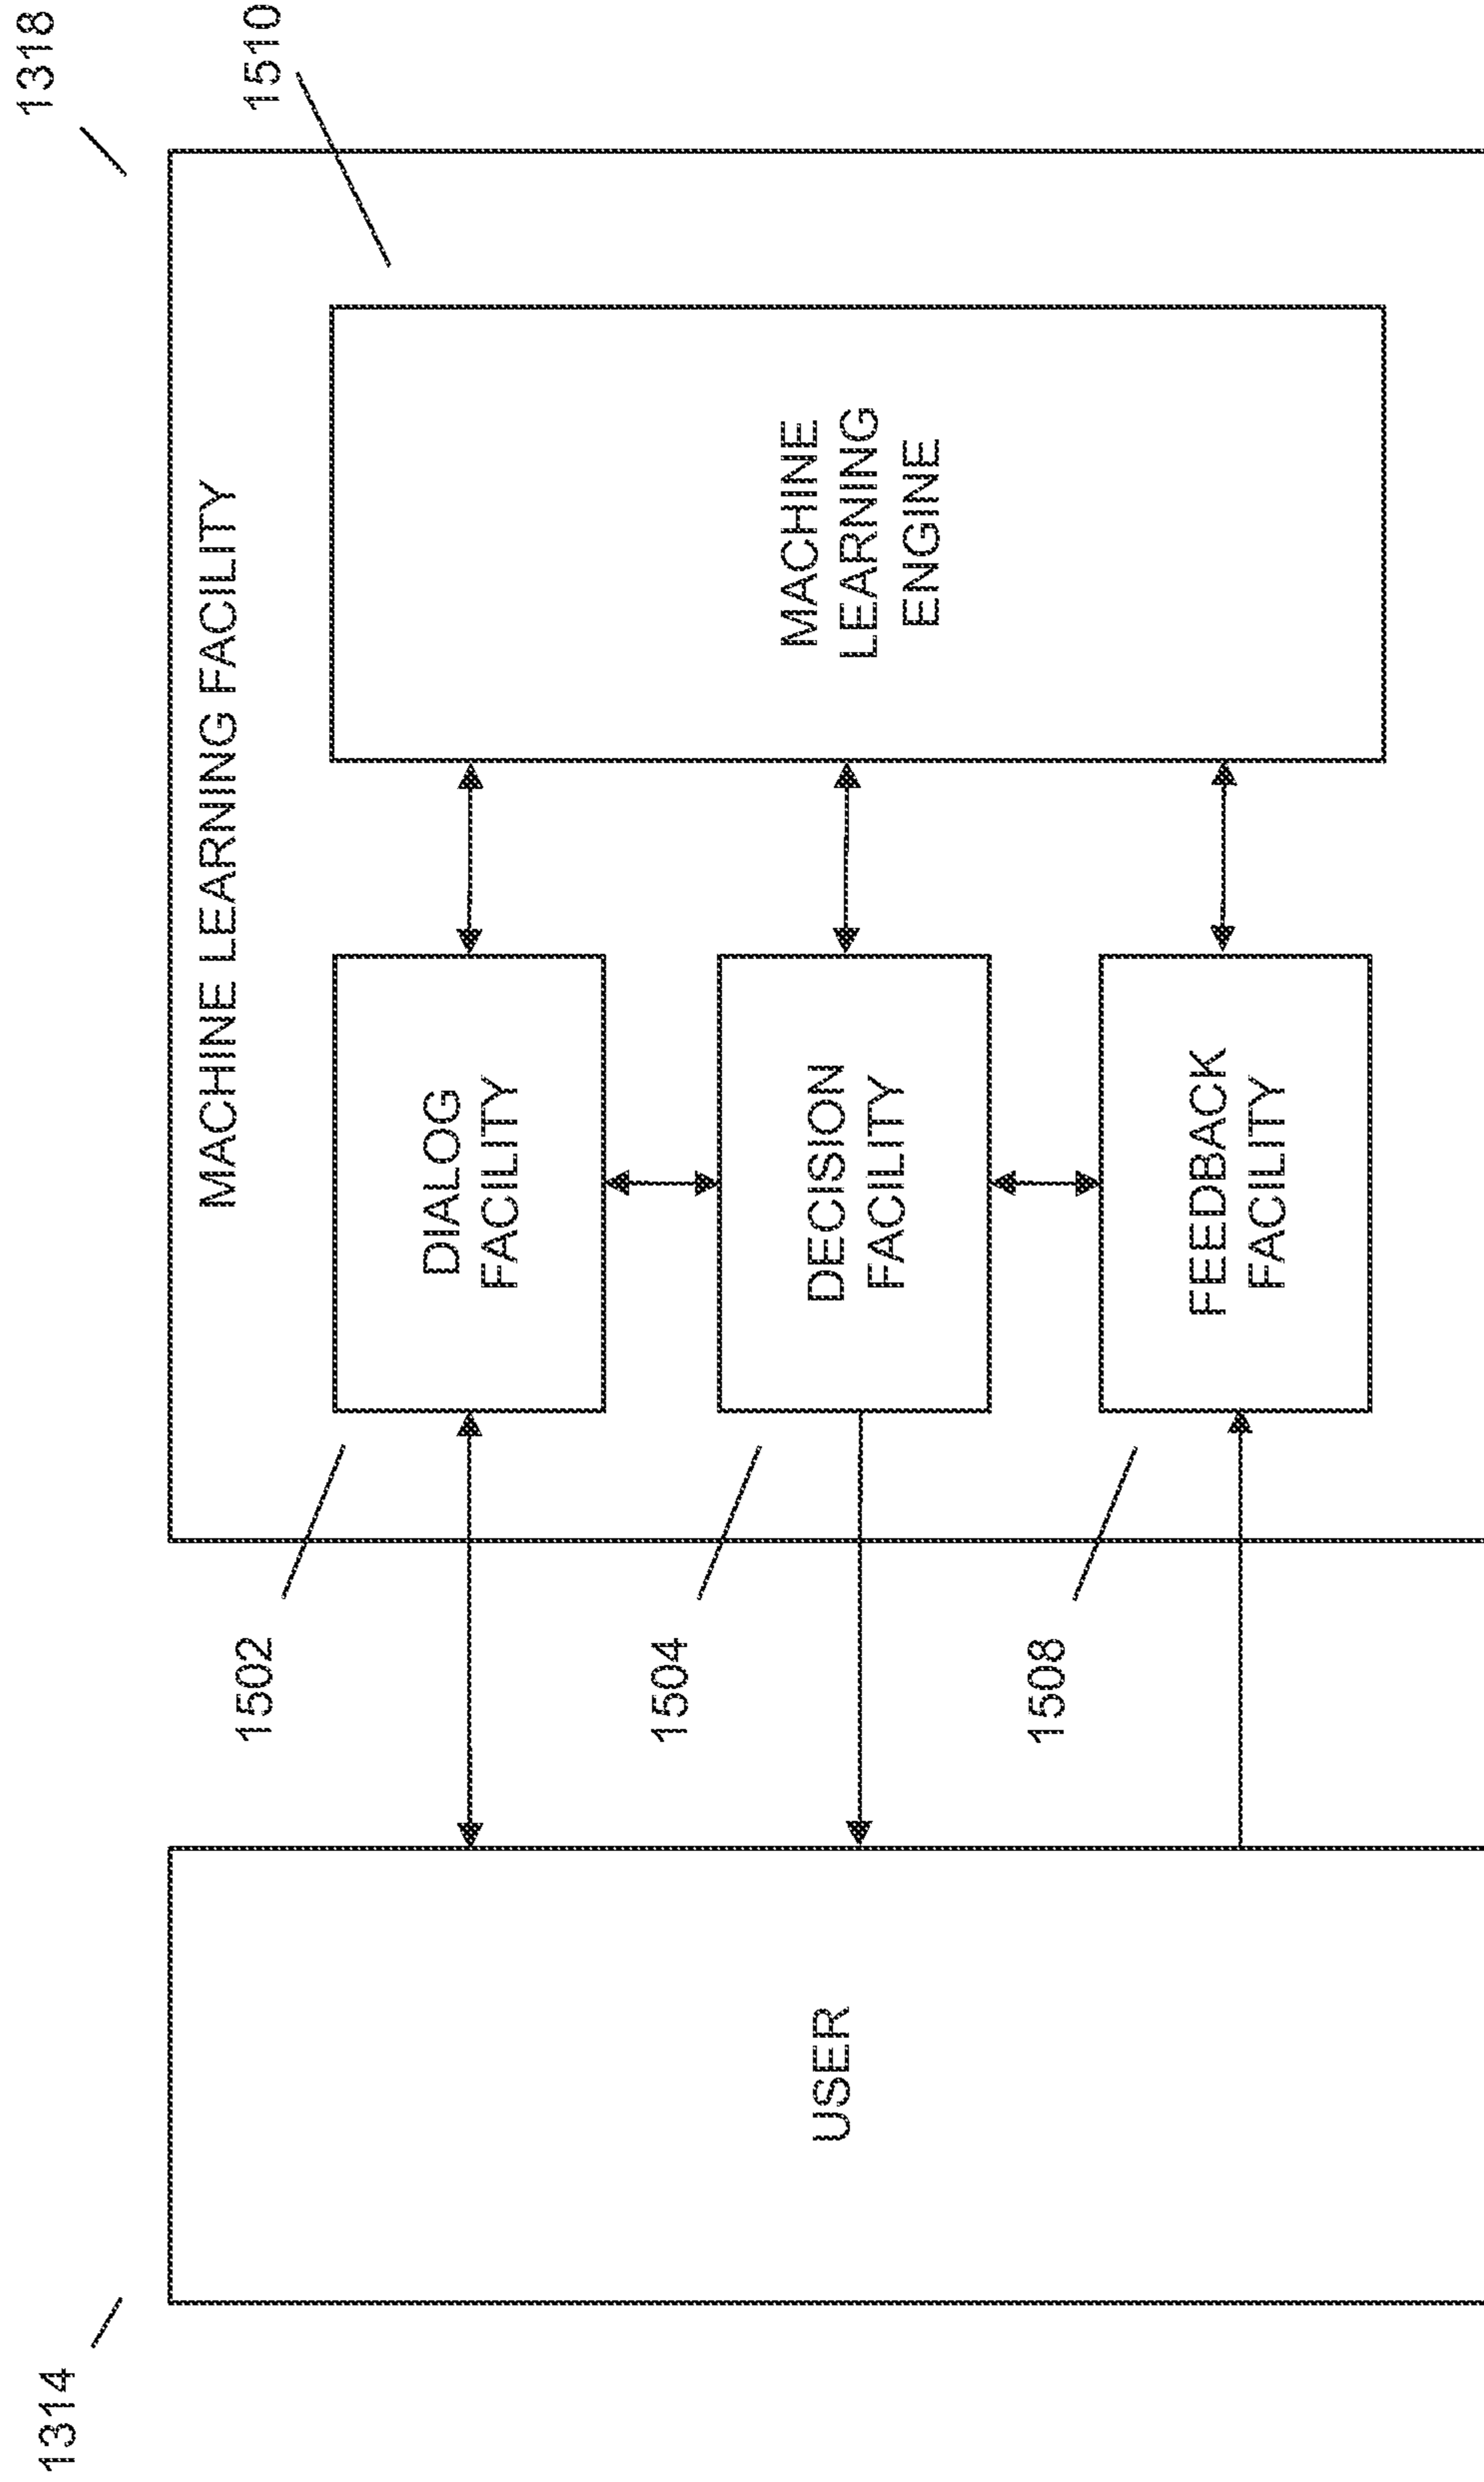 1314
1318
MACHINE LEARNING FACILITY
1510
1502
DIALOG
FACILITY
1504
DECISION
FACILITY
USER
MACHINE
LEARNING
ENGINE
1508
FEEDBACK
FACILITY